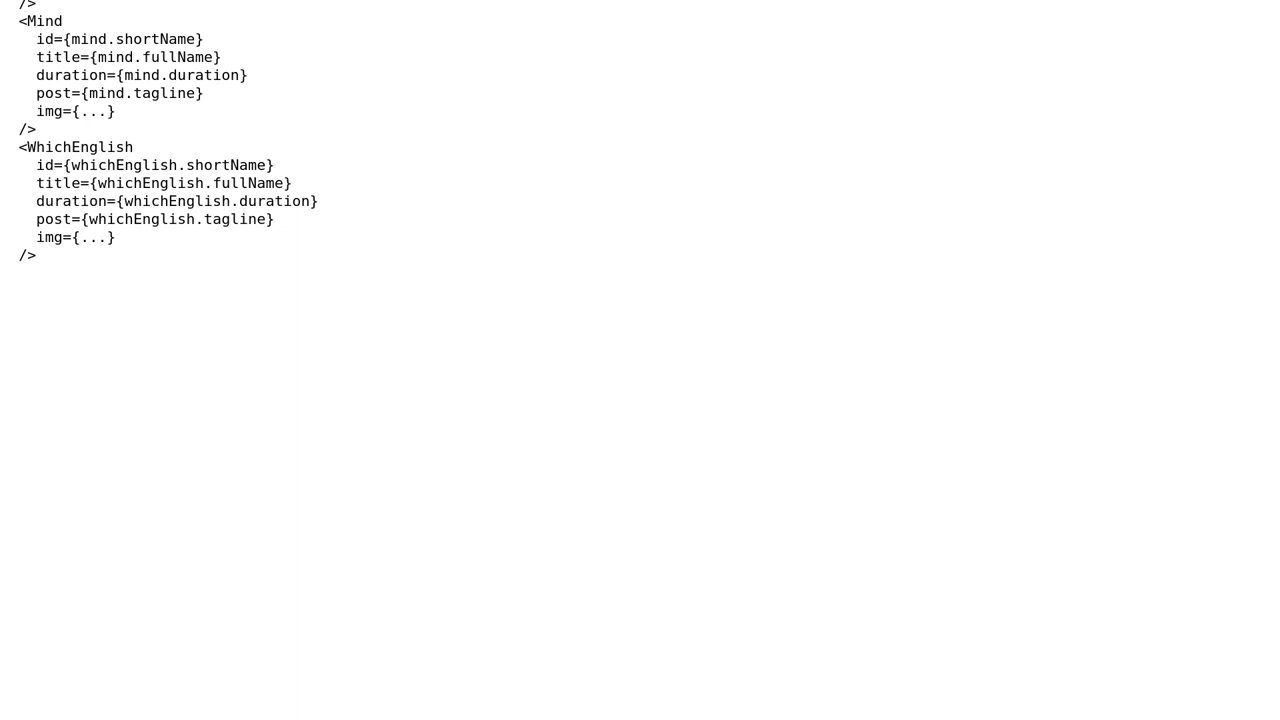 />
<Mind
id={mind.shortName}
title={mind.fullName}
duration={mind.duration}
post={mind.tagline}
img={...}
/>
<WhichEnglish
id={whichEnglish.shortName}
title={whichEnglish.fullName}
duration={whichEnglish.duration}
post={whichEnglish.tagline}
img={...}
/>